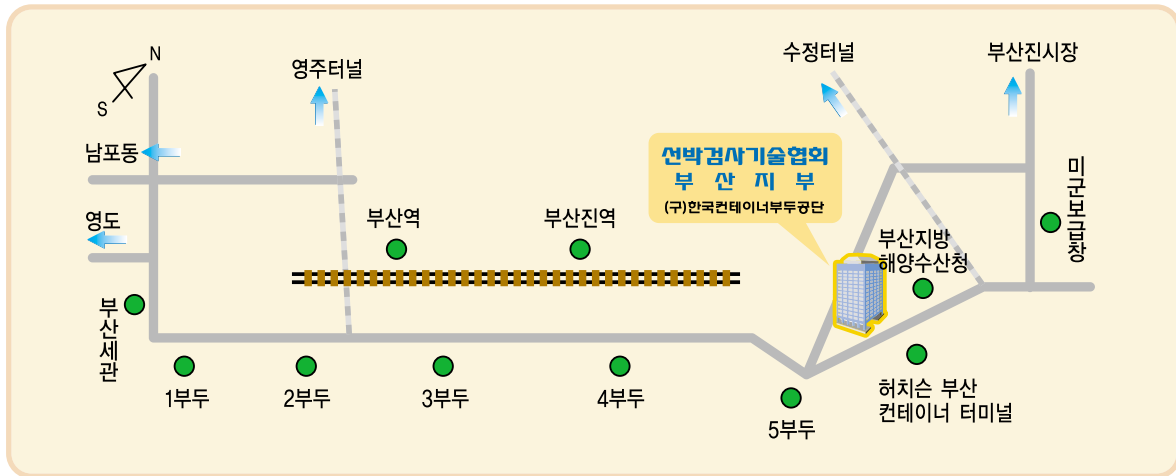 N
S
영주터널
수정터널
부산진시장
남포동
선박검사기술협회
부 산 지 부
(구)한국컨테이너부두공단
미군보급창
영도
부산역
부산진역
부산지방
해양수산청
부산세관
1부두
2부두
3부두
4부두
5부두
허치슨 부산
컨테이너 터미널